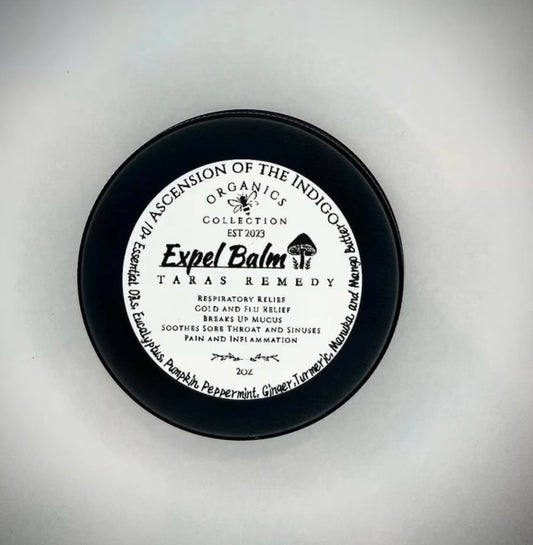 ASCENSION OF THE INDIGO
ORGANICS
COLLECTION
EST 2023
Expel Balm
TARAS REMEDY
RESPIRATORY RELIEF
COLD AND FLU RELIEF
BREAKS UP MUCUS
SOOTHES SORE THROAT AND SINUSES
PAIN AND INFLAMMATION
2OZ
10+ Essential Oils: Eucalyptus, Pumpkin, Peppermint, Ginger, Turmeric, Manuka, and Mango Butter